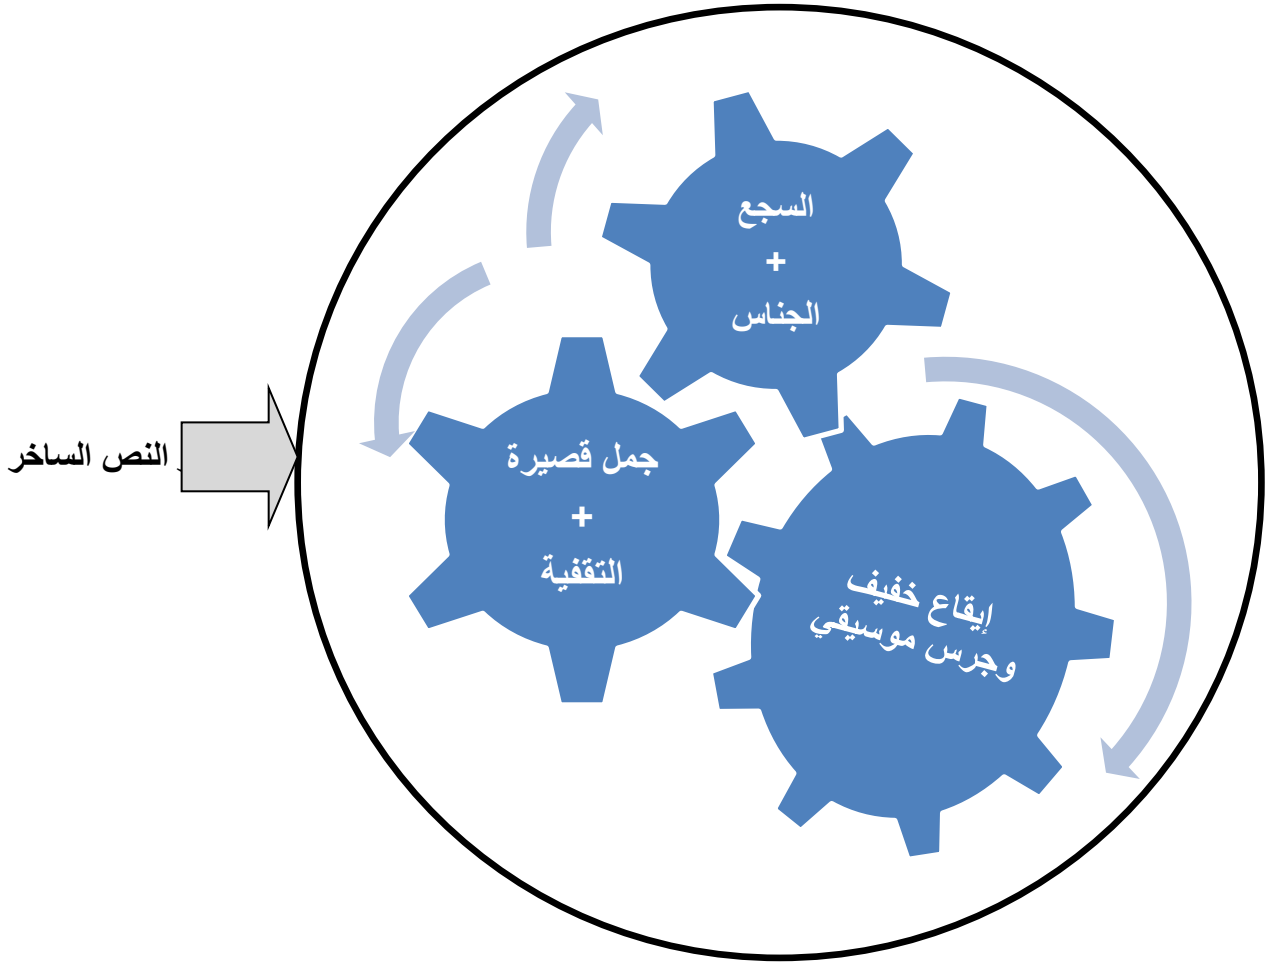 السجع
+
الجناس
جمل قصيرة
+
التقفية
إيقاع خفيف
وجرس موسيقي
النص الساخر